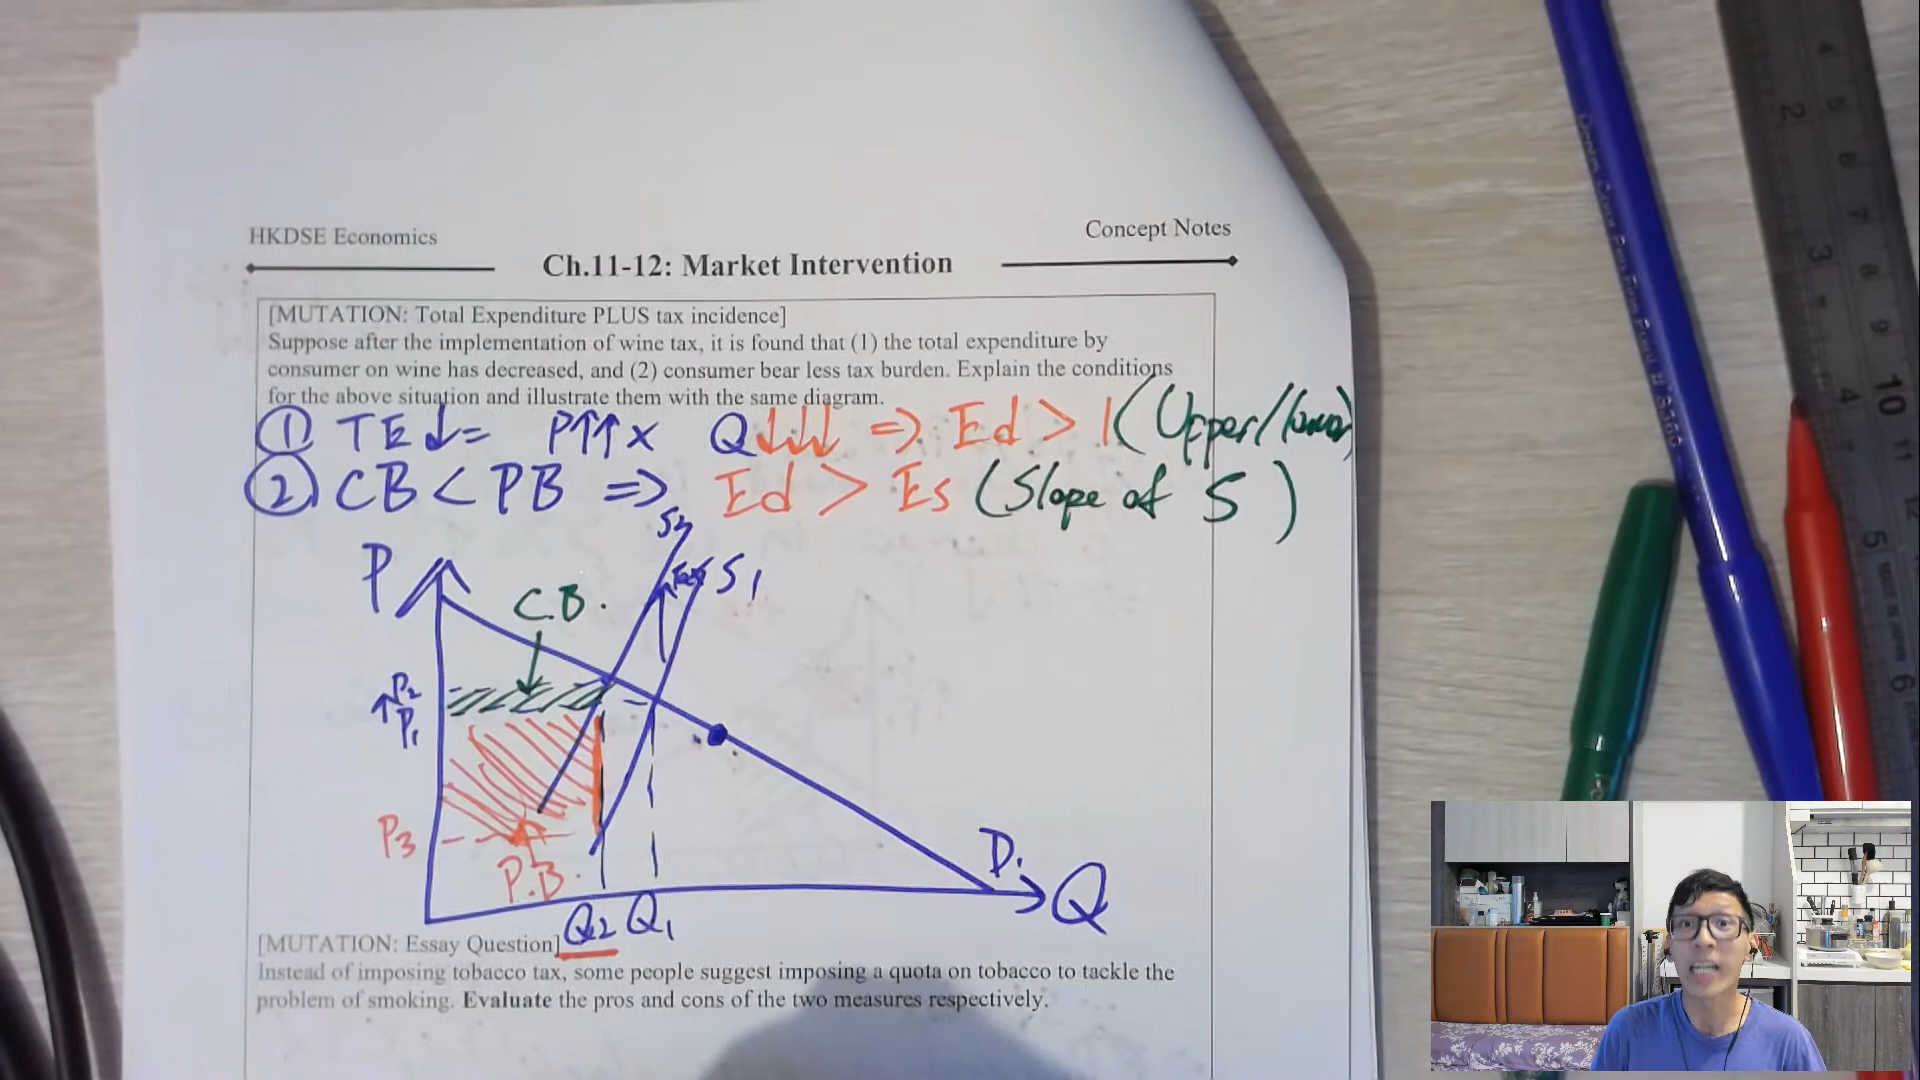 HKDSE Economics
Concept Notes
Ch.11-12: Market Intervention
[MUTATION: Total Expenditure PLUS tax incidence]
Suppose after the implementation of wine tax, it is found that (1) the total expenditure by
consumer on wine has decreased, and (2) consumer bear less tax burden. Explain the conditions
for the above situation and illustrate them with the same diagram.
① TE↓= P↑↑ x Q↓↓↓ => Ed > 1 (Upper/lower)
② CB < PB => Ed > Es (Slope of S)
S2
tax S1
P
C.B.
↑P2
P1
P3
P.B.
D.
Q
Q2 Q1
[MUTATION: Essay Question]
Instead of imposing tobacco tax, some people suggest imposing a quota on tobacco to tackle the
problem of smoking. Evaluate the pros and cons of the two measures respectively.